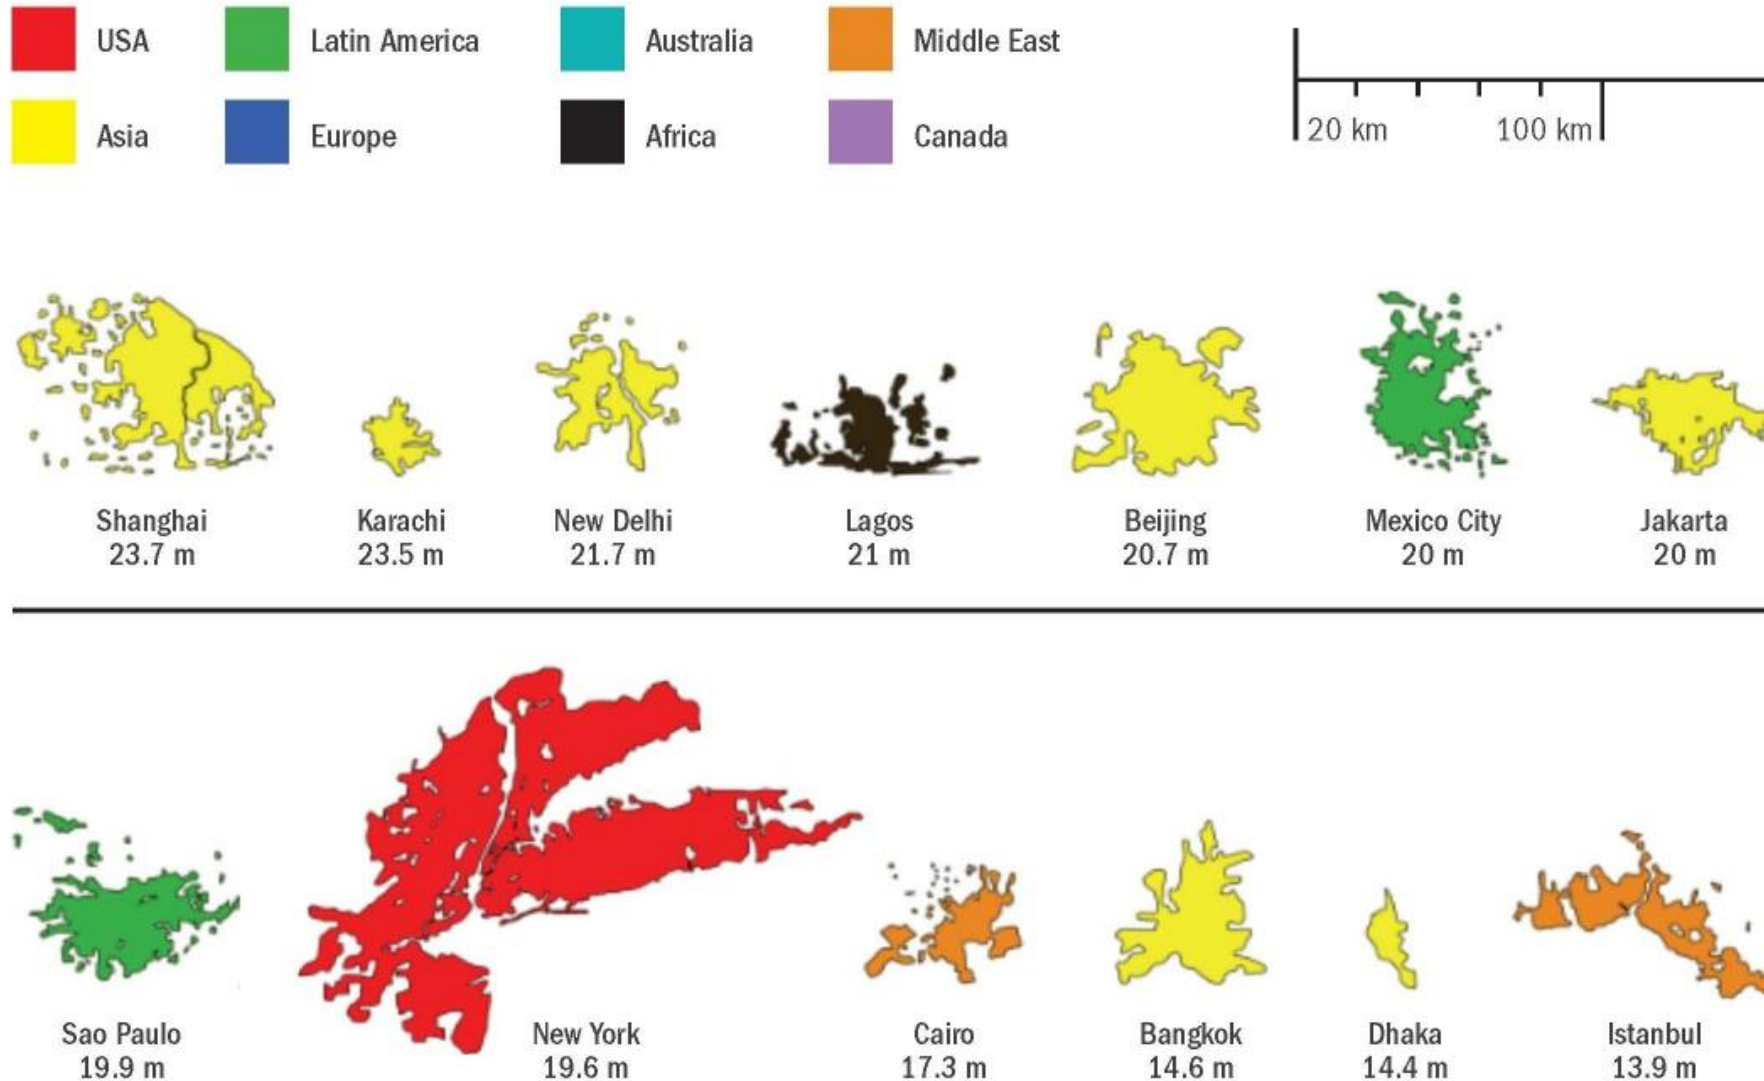 USA
Latin America
Australia
Middle East
Asia
Europe
Africa
Canada
20 km
100 km
Shanghai
23.7 m
Karachi
23.5 m
New Delhi
21.7 m
Lagos
21 m
Beijing
20.7 m
Mexico City
20 m
Jakarta
20 m
Sao Paulo
19.9 m
New York
19.6 m
Cairo
17.3 m
Bangkok
14.6 m
Dhaka
14.4 m
Istanbul
13.9 m